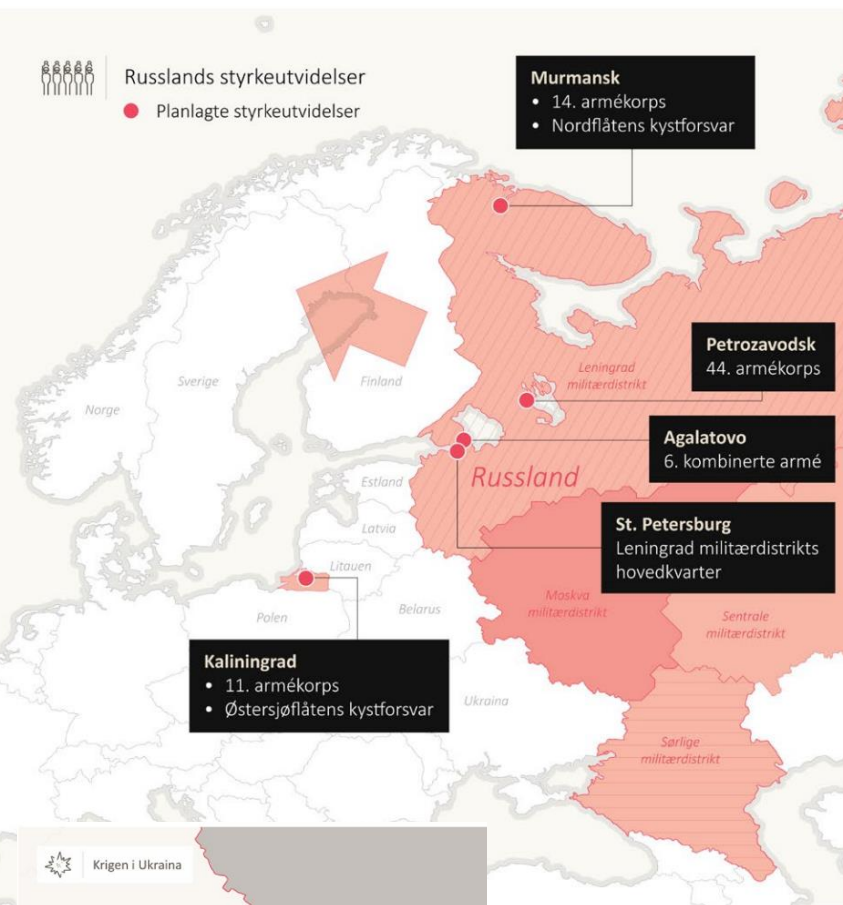 Russlands styrkeutvidelser
Planlagte styrkeutvidelser
Murmansk
• 14. armékorps
• Nordflåtens kystforsvar
Petrozavodsk
44. armékorps
Leningrad
militærdistrikt
Sverige
Finland
Norge
Agalatovo
6. kombinerte armé
Russland
Estland
St. Petersburg
Leningrad militærdistrikts
hovedkvarter
Latvia
Litauen
Moskva
militærdistrikt
Belarus
Polen
Sentrale
militærdistrikt
Kaliningrad
• 11. armékorps
• Østersjøflåtens kystforsvar
Ukraina
Sørlige
militærdistrikt
Krigen i Ukraina